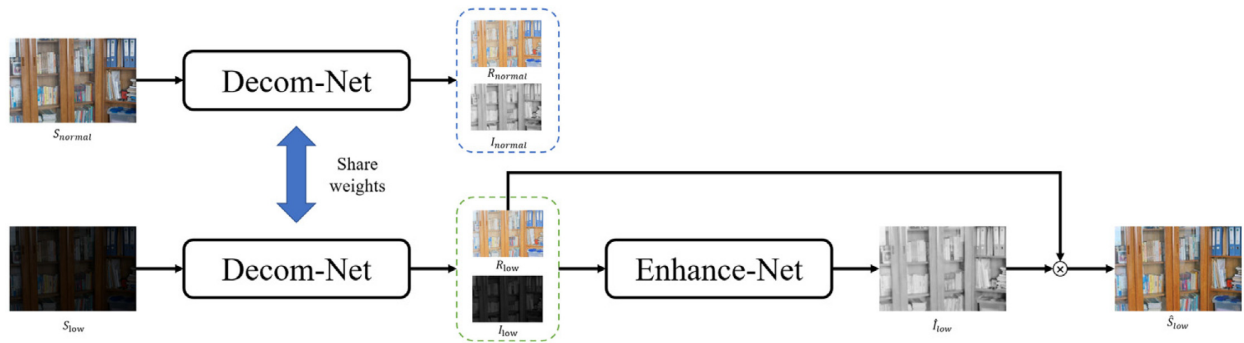 Decom-Net
S_normal
R_normal
I_normal
Share
weights
Decom-Net
S_low
R_low
I_low
Enhance-Net
Î_low
×
Ŝ_low